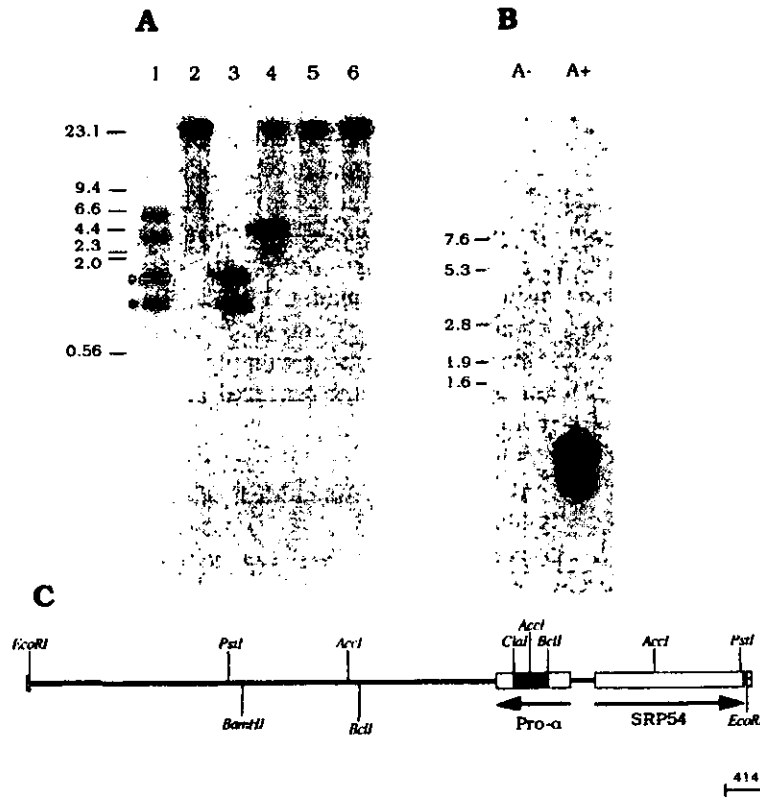 A
B
1 2 3 4 5 6
A- A+
23.1
9.4
6.6
4.4
2.3
2.0
0.56
7.6
5.3
2.8
1.9
1.6
C
EcoRI PstI AccI ClaI AccI BclI AccI PstI
BamHI BclI Pro-α SRP54 EcoRI
414